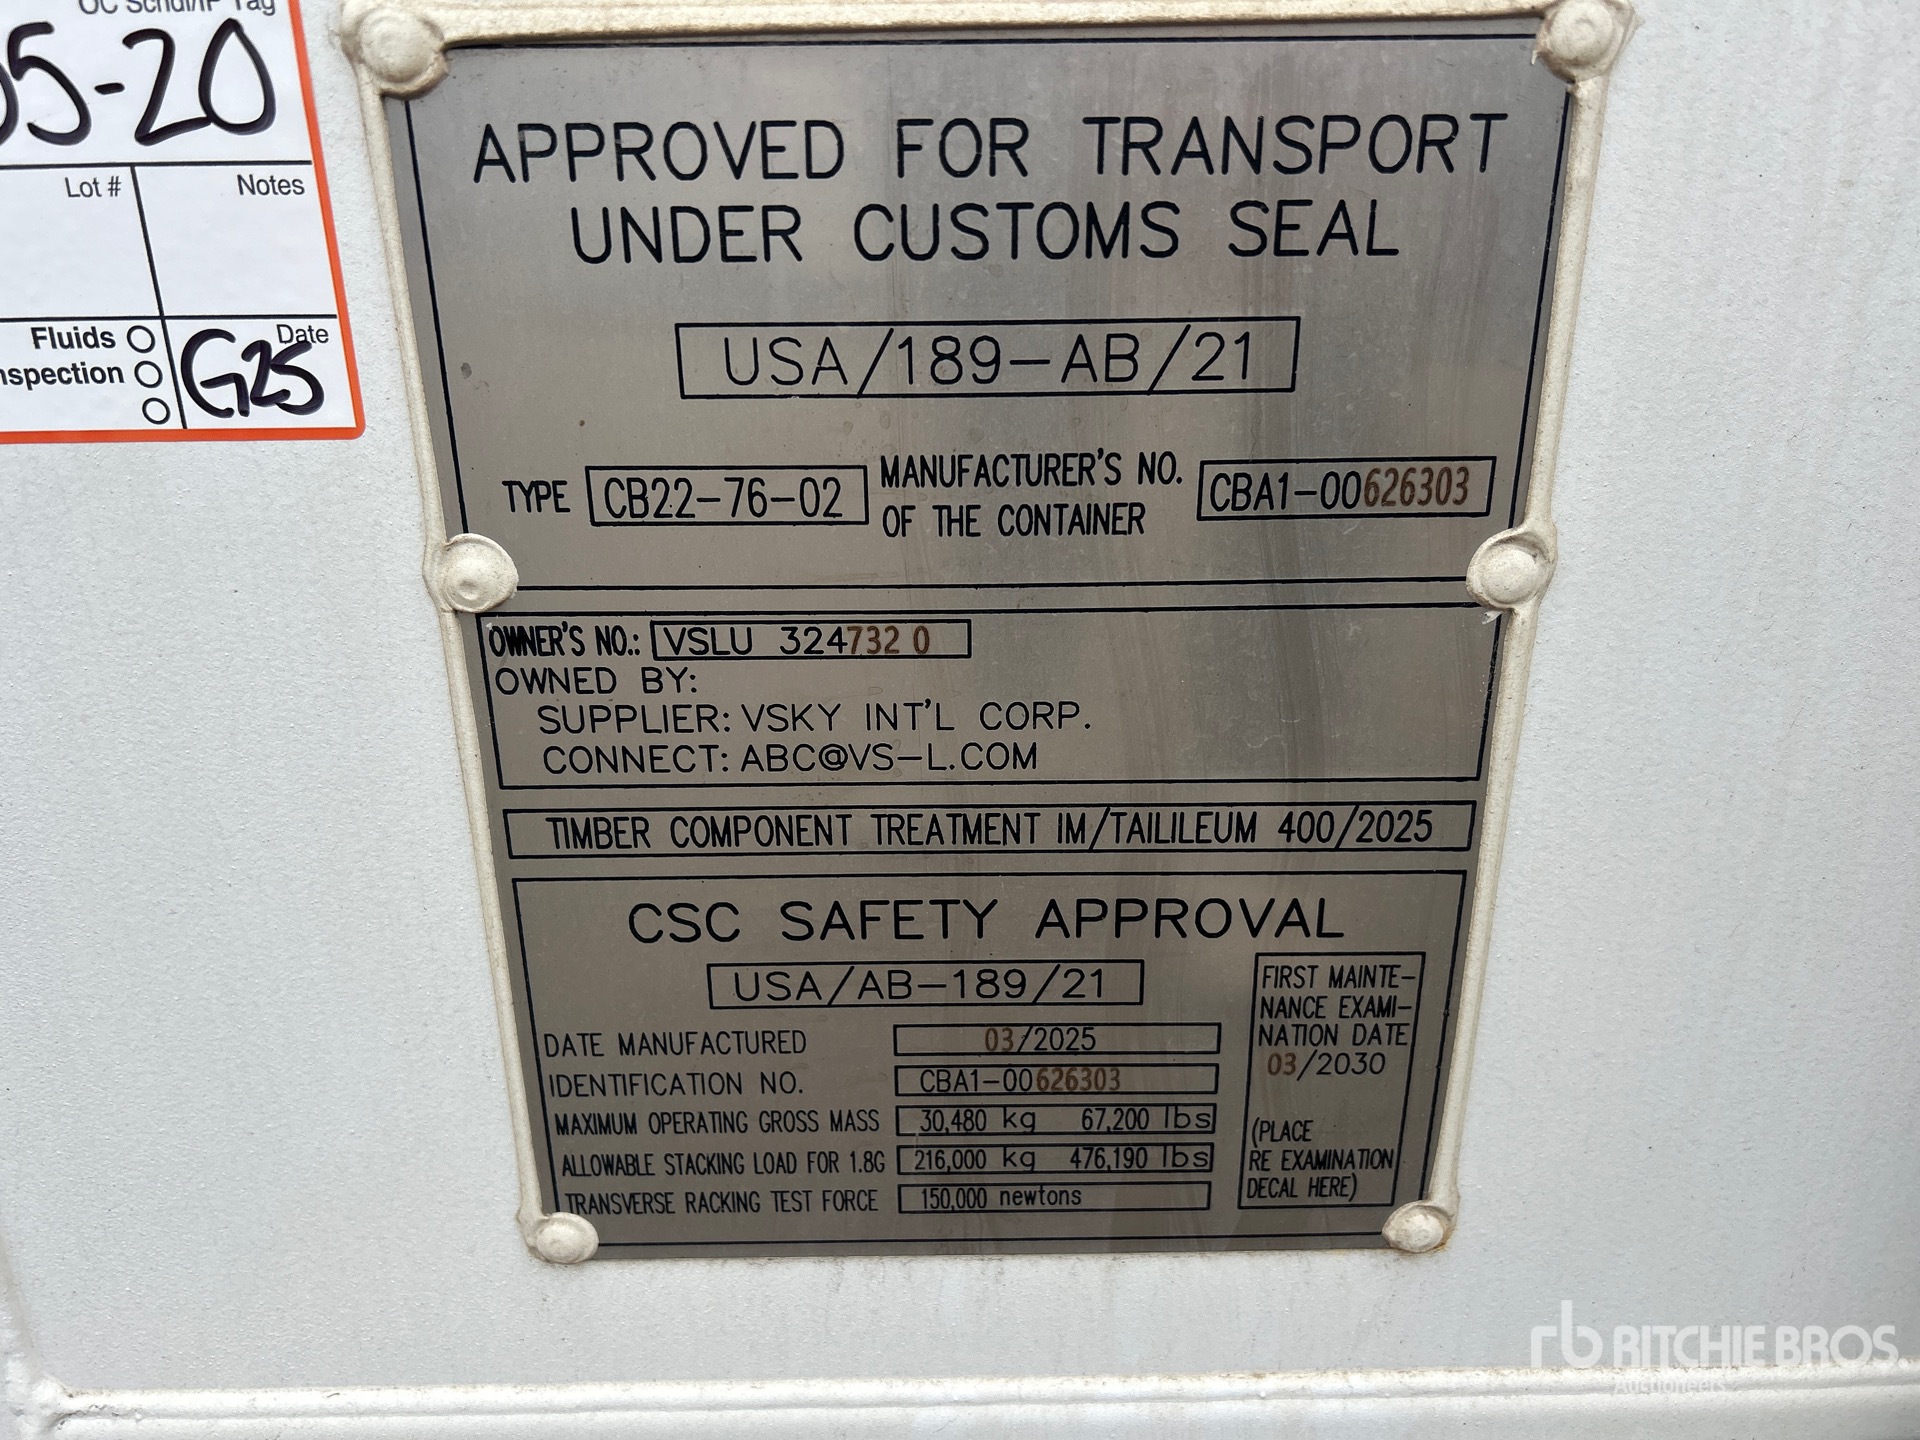 OC Schdl/IP Tag
05-20
Lot #
Notes
Fluids
Inspection
Date
G25
APPROVED FOR TRANSPORT
UNDER CUSTOMS SEAL
USA/189-AB/21
TYPE CB22-76-02 MANUFACTURER'S NO. OF THE CONTAINER CBA1-00626303
OWNER'S NO.: VSLU 324732 0
OWNED BY:
SUPPLIER: VSKY INT'L CORP.
CONNECT: ABC@VS-L.COM
TIMBER COMPONENT TREATMENT IM/TAILILEUM 400/2025
CSC SAFETY APPROVAL
USA/AB-189/21
DATE MANUFACTURED 03/2025
IDENTIFICATION NO. CBA1-00626303
MAXIMUM OPERATING GROSS MASS 30,480 kg 67,200 lbs
ALLOWABLE STACKING LOAD FOR 1.8G 216,000 kg 476,190 lbs
TRANSVERSE RACKING TEST FORCE 150,000 newtons
FIRST MAINTE-
NANCE EXAMI-
NATION DATE
03/2030
(PLACE
RE EXAMINATION
DECAL HERE)
rb RITCHIE BROS.
Auctioneers